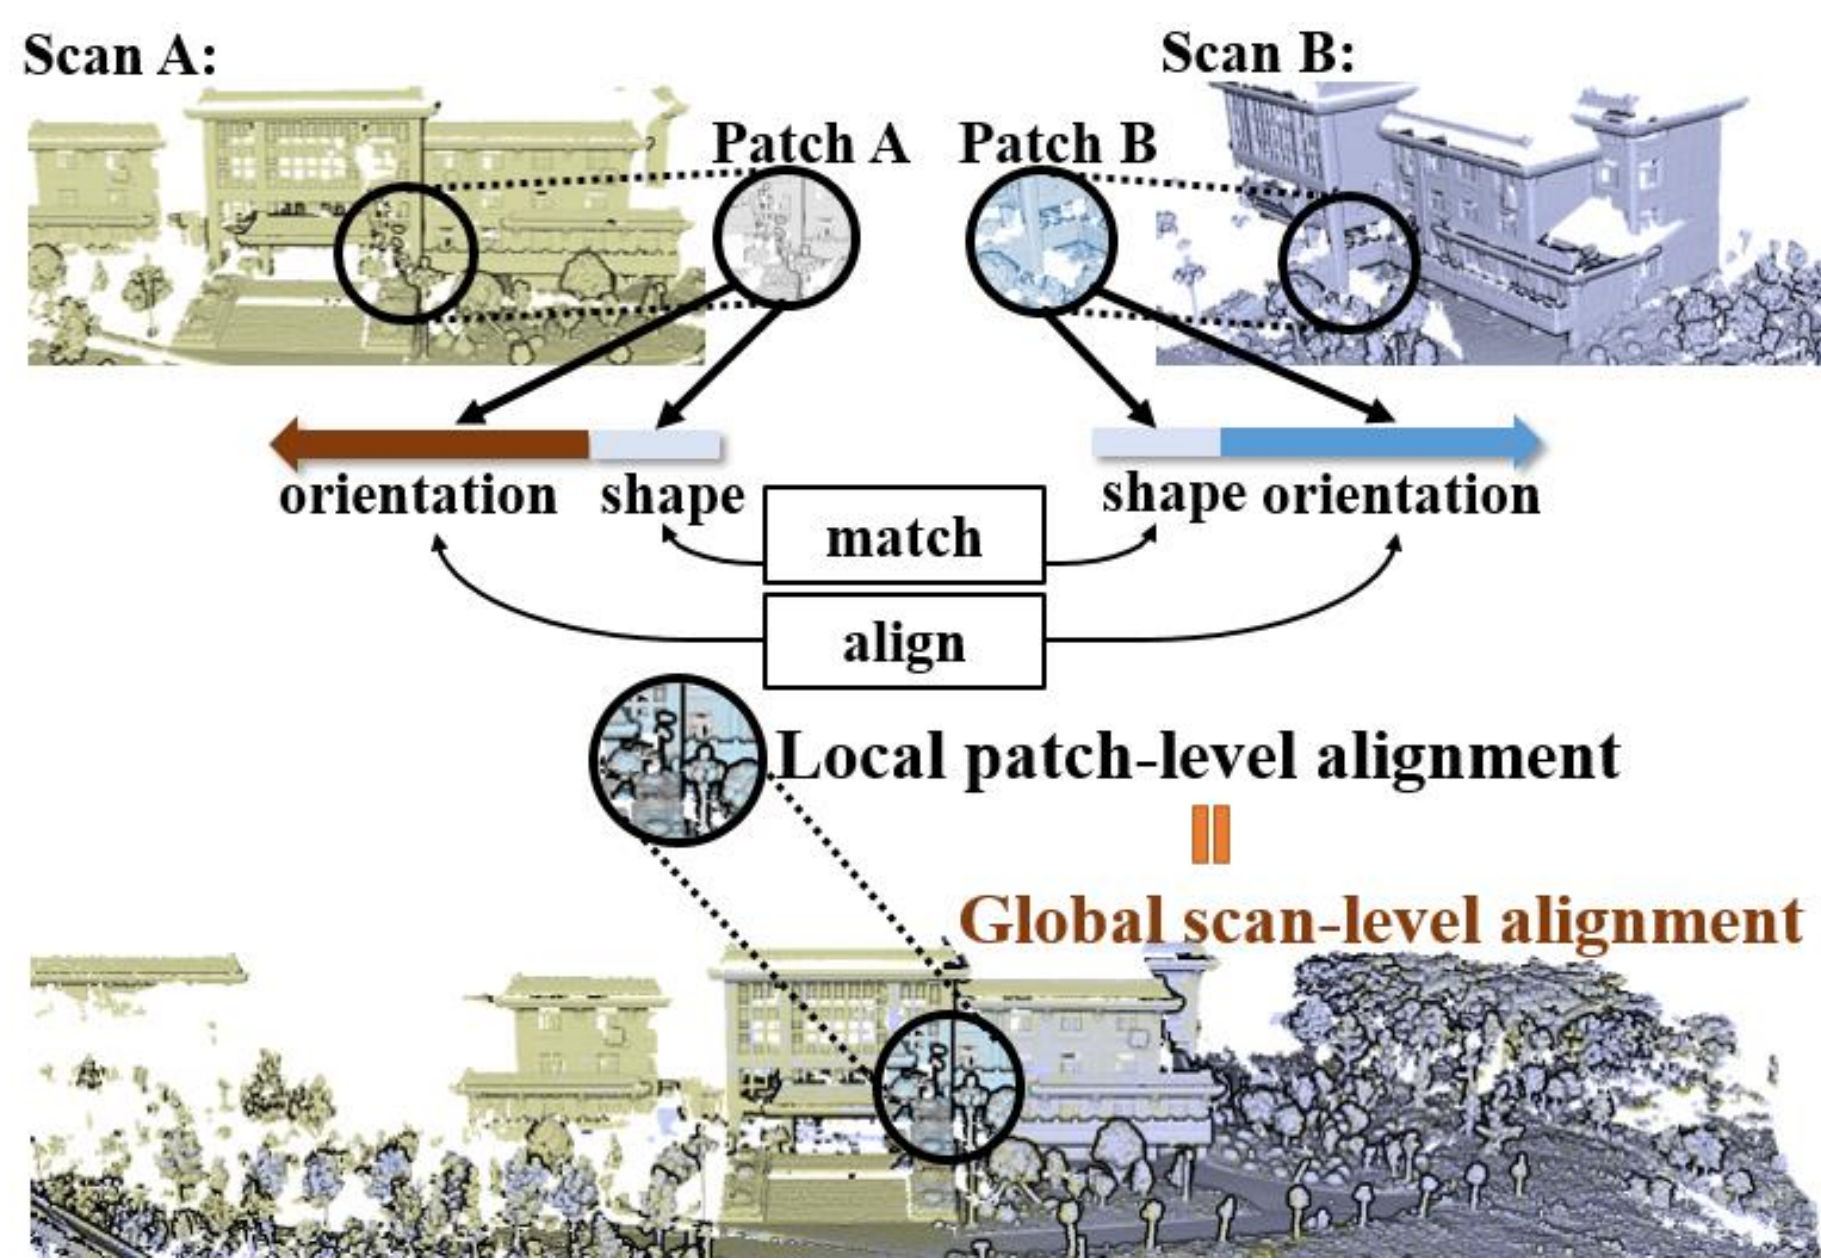 Scan A:
Scan B:
Patch A
Patch B
orientation
shape
shape
orientation
match
align
Local patch-level alignment
Global scan-level alignment